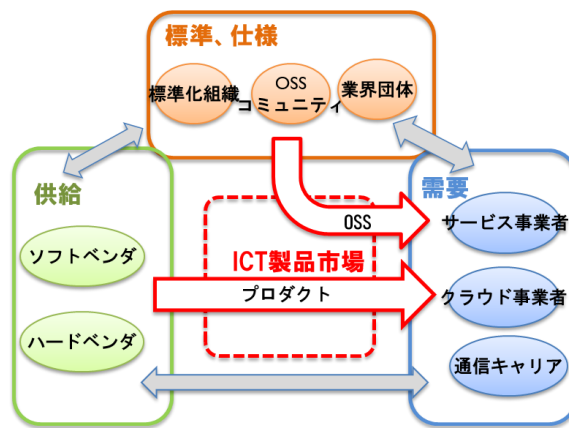 標準、仕様
標準化組織
OSS
コミュニティ
業界団体
供給
ソフトベンダ
ハードベンダ
OSS
ICT製品市場
プロダクト
需要
サービス事業者
クラウド事業者
通信キャリア